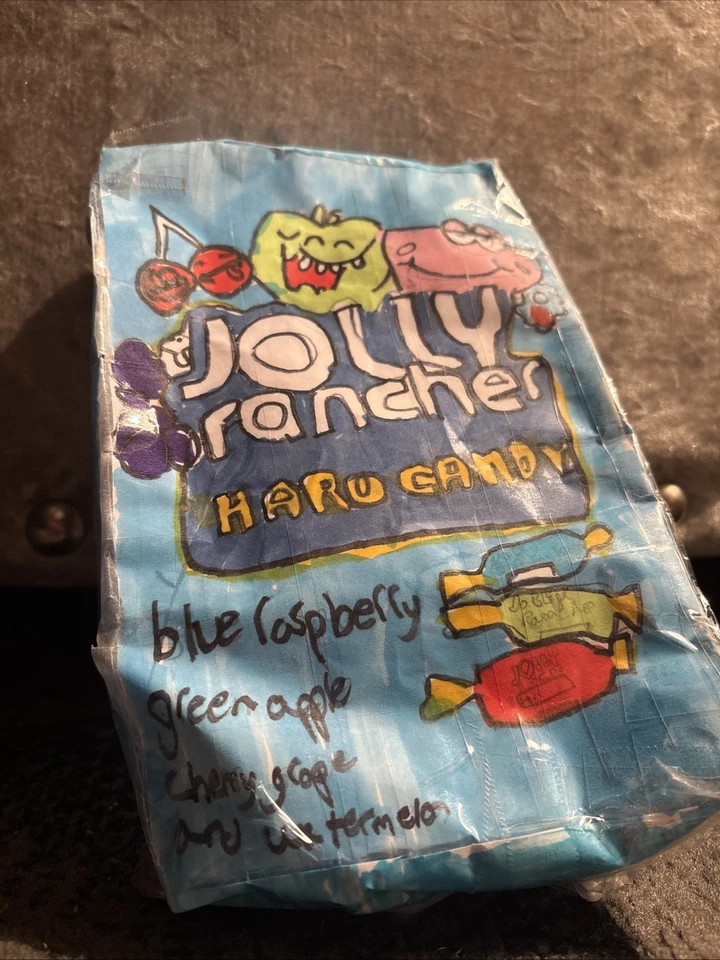 JOLLY
rancher
HARD CANDY
blue raspberry
green apple
cherry grape
and watermelon